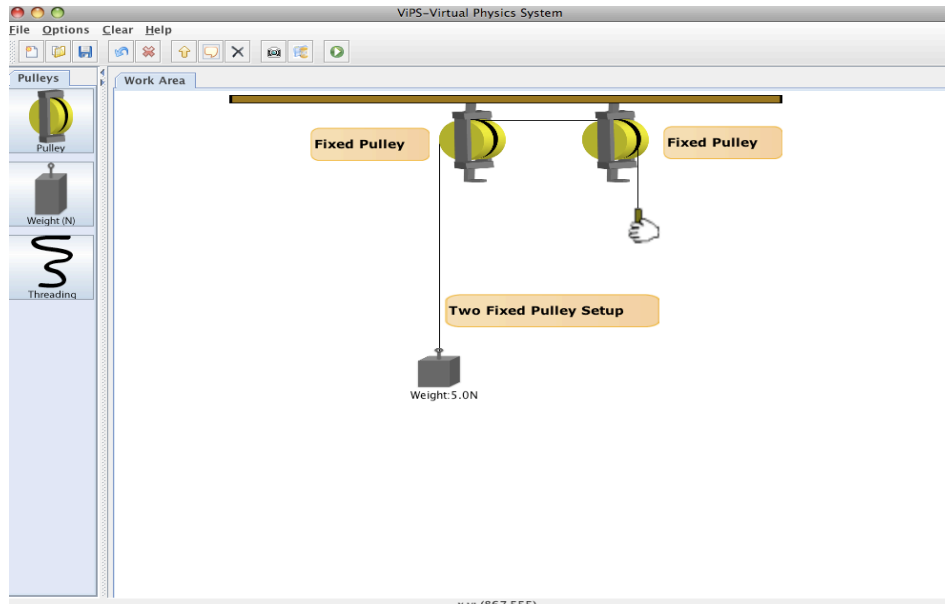 ViPS-Virtual Physics System
File Options Clear Help
Pulleys
Work Area
Pulley
Weight (N)
Threading
Fixed Pulley
Fixed Pulley
Two Fixed Pulley Setup
Weight:5.0N